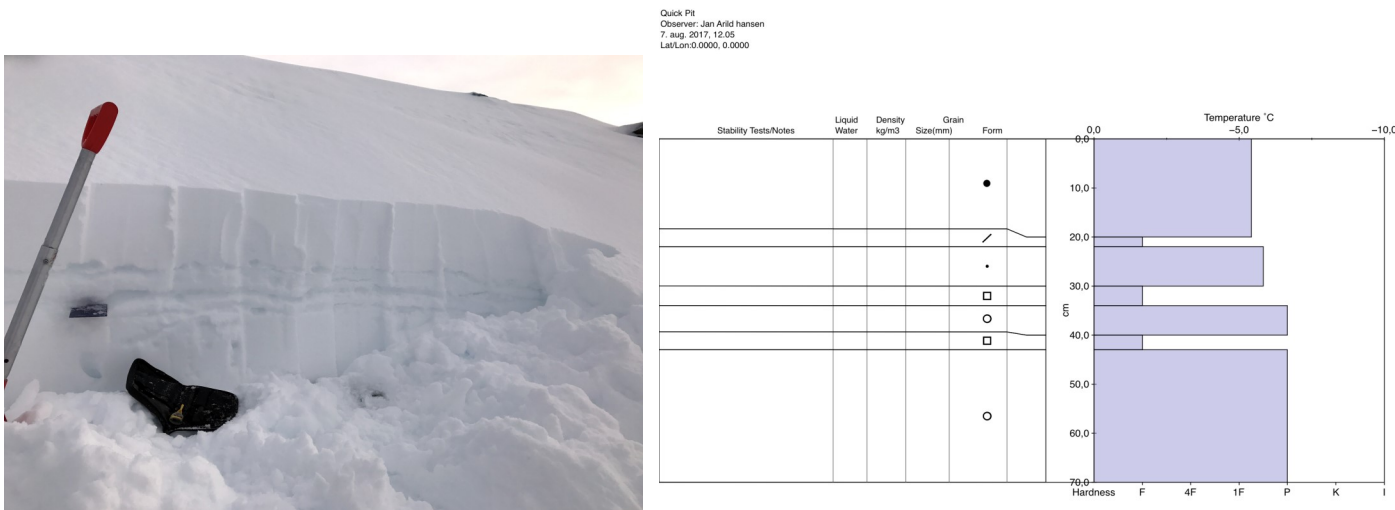 Quick Pit
Observer: Jan Arild hansen
7. aug. 2017, 12.05
Lat/Lon:0.0000, 0.0000
Temperature ˚C
Stability Tests/Notes
Liquid Water
Density kg/m3
Grain
Size(mm) Form
0,0 −5,0 −10,
0,0
10,0
20,0
30,0
cm
40,0
50,0
60,0
70,0
Hardness F 4F 1F P K I